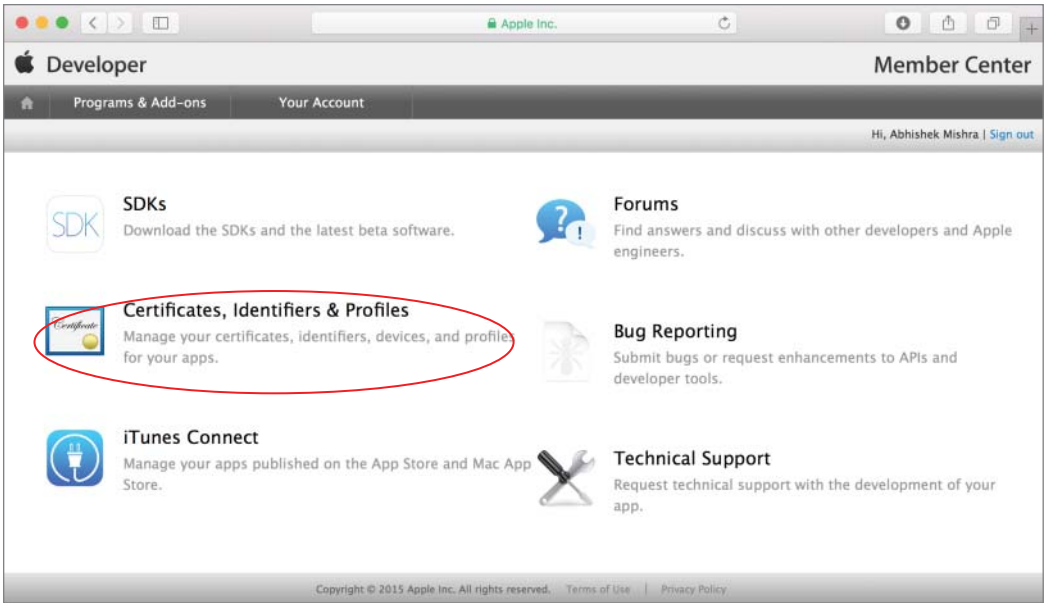 Apple Inc.
Developer
Member Center
Programs & Add-ons
Your Account
Hi, Abhishek Mishra | Sign out
SDK
SDKs
Download the SDKs and the latest beta software.
Certificate
Certificates, Identifiers & Profiles
Manage your certificates, identifiers, devices, and profiles
for your apps.
iTunes Connect
Manage your apps published on the App Store and Mac App
Store.
Forums
Find answers and discuss with other developers and Apple
engineers.
Bug Reporting
Submit bugs or request enhancements to APIs and
developer tools.
Technical Support
Request technical support with the development of your
app.
Copyright © 2015 Apple Inc. All rights reserved. Terms of Use | Privacy Policy